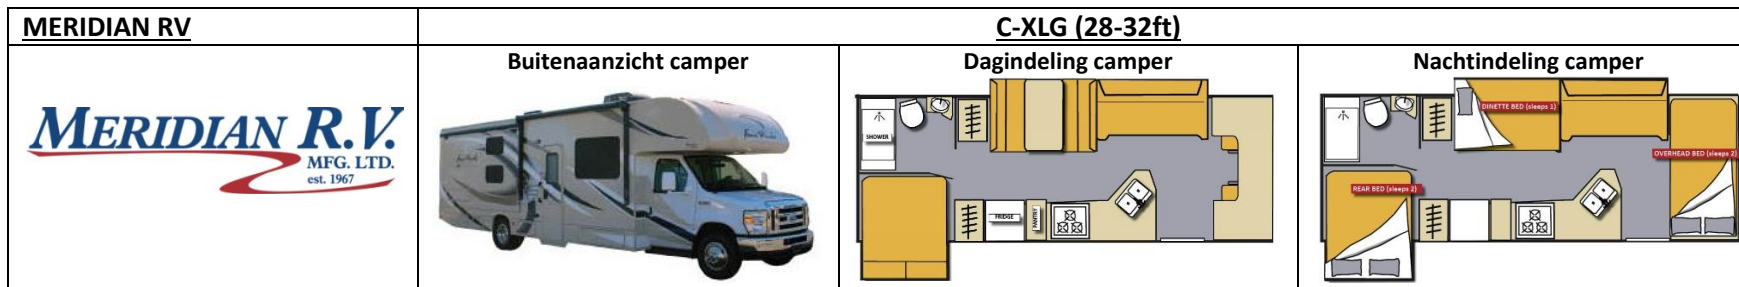 MERIDIAN RV
C-XLG (28-32ft)
Buitenaanzicht camper
Dagindeling camper
Nachtindeling camper
MERIDIAN R.V.
MFG. LTD.
est. 1967
SHOWER
FRIDGE
PANTRY
DINETTE BED (sleeps 1)
OVERHEAD BED (sleeps 2)
REAR BED (sleeps 2)